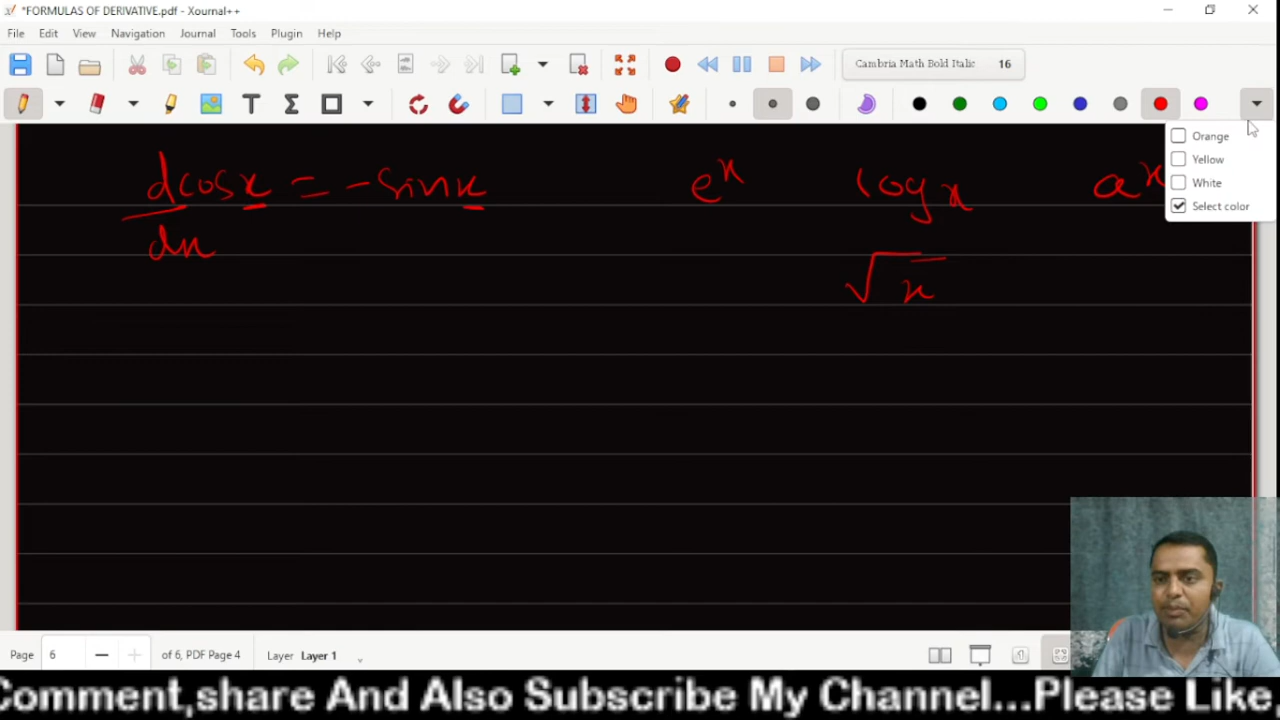 *FORMULAS OF DERIVATIVE.pdf - Xournal++
File Edit View Navigation Journal Tools Plugin Help
Cambria Math Bold Italic 16
Orange
Yellow
White
Select color
dcosx/dx = -sinx
e^x logx a^x
√x
Page 6 of 6, PDF Page 4 Layer Layer 1
Comment,share And Also Subscribe My Channel...Please Like,